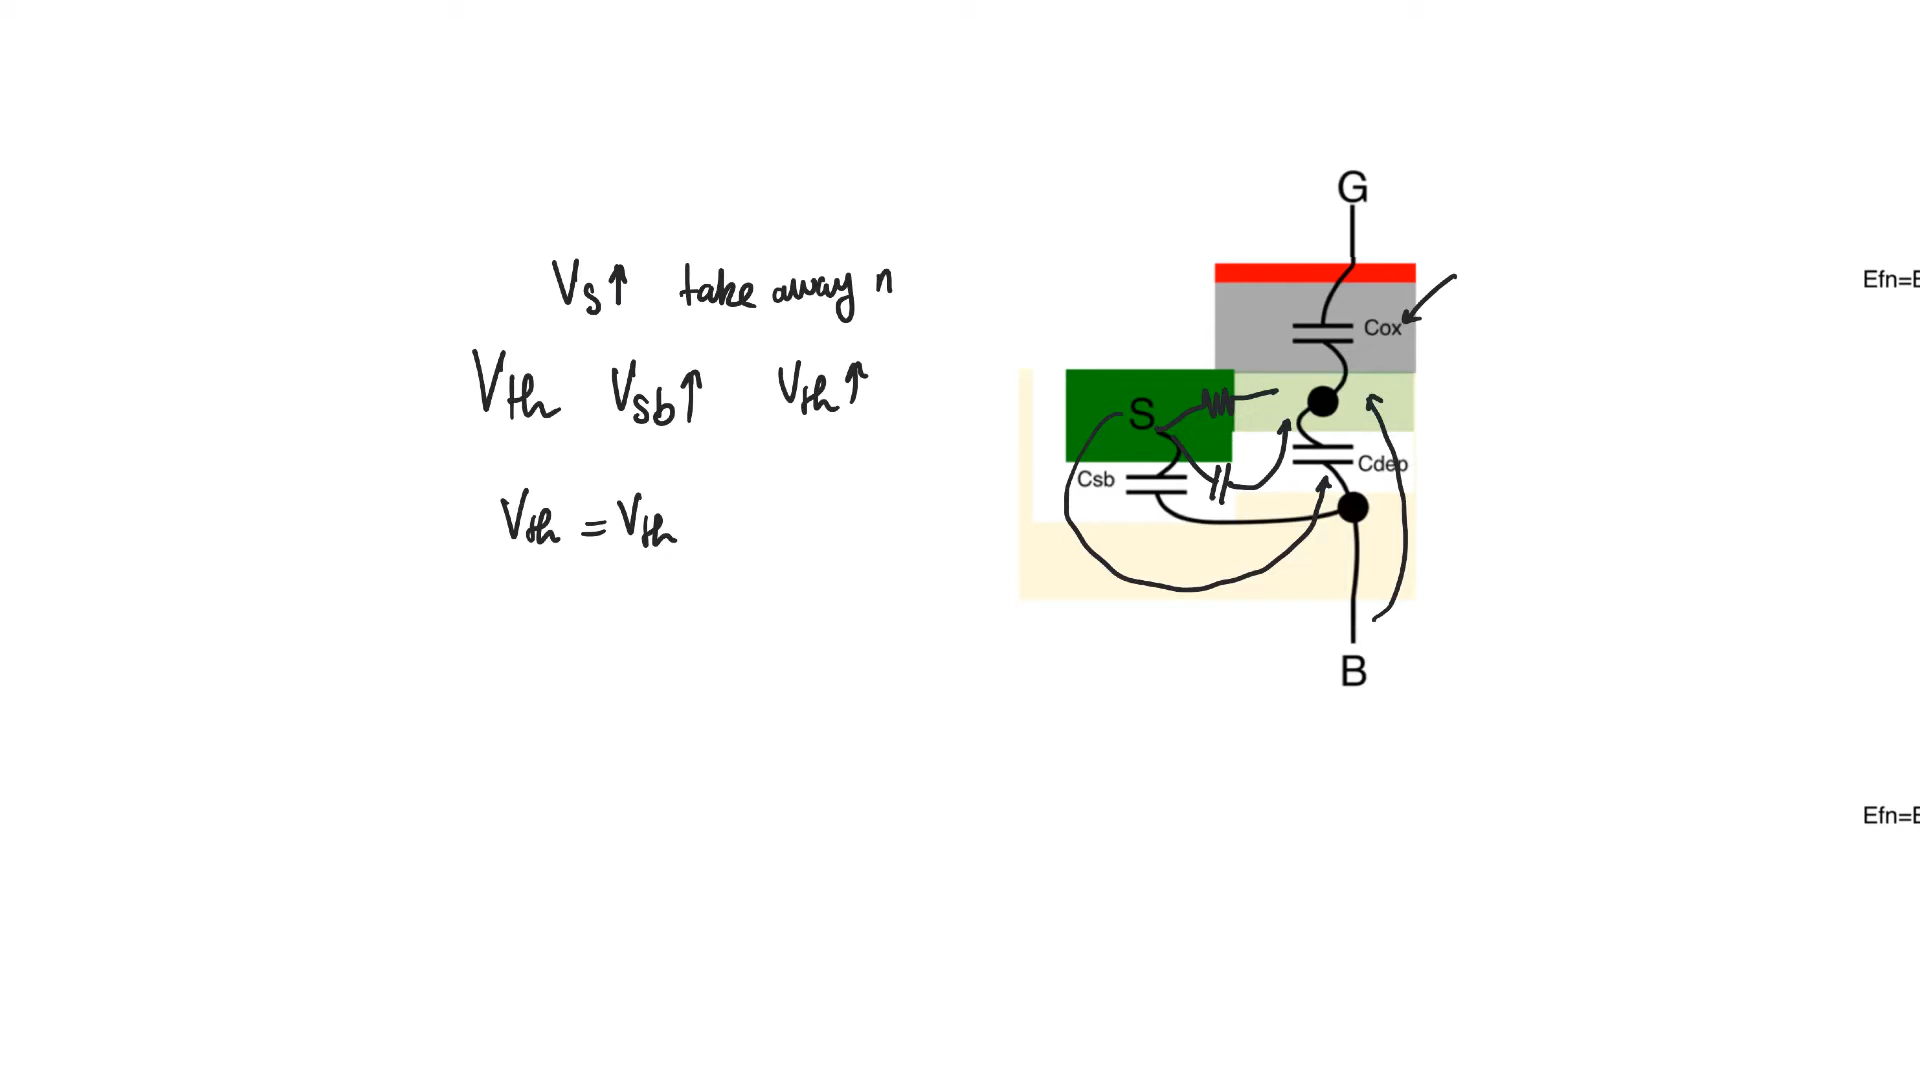 G
Vs↑ take away n
Efn=E
Cox
Vth Vsb↑ Vth↑
S
Cdep
Csb
Vth = Vth
B
Efn=E